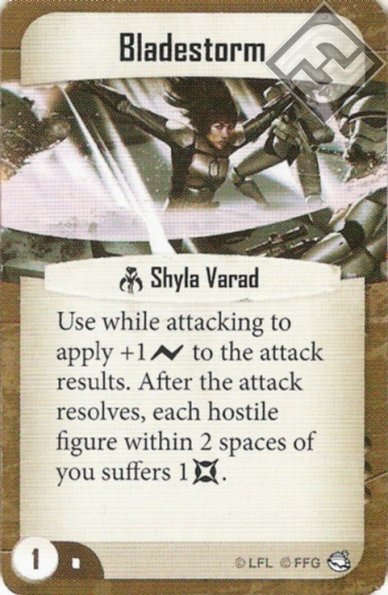 Bladestorm
Shyla Varad
Use while attacking to
apply +1 to the attack
results. After the attack
resolves, each hostile
figure within 2 spaces of
you suffers 1.
1
© LFL © FFG